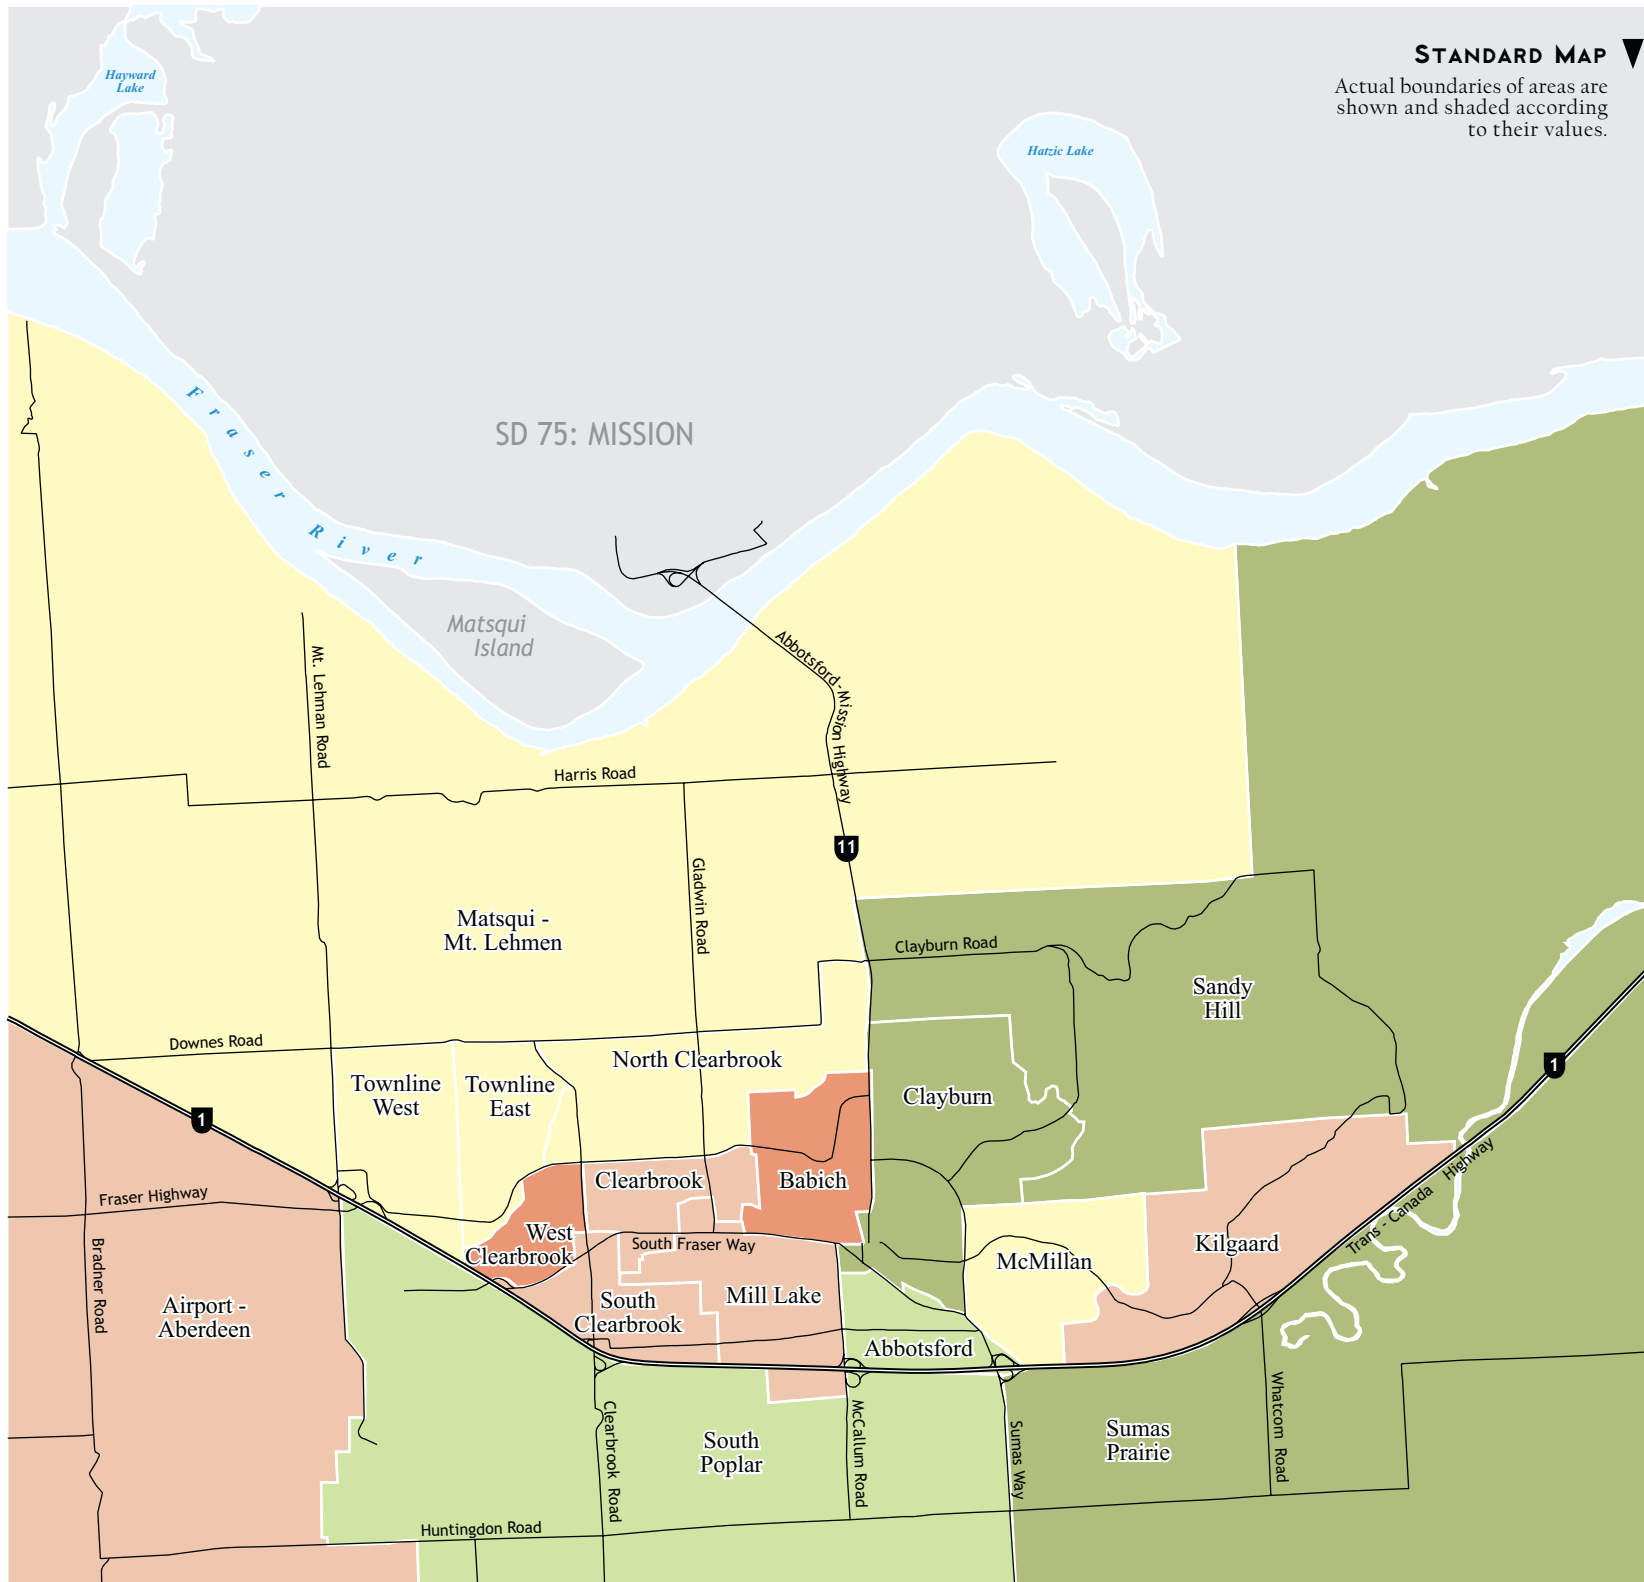 STANDARD MAP
Actual boundaries of areas are
shown and shaded according
to their values.
Hayward
Lake
Hatzic Lake
Fraser River
SD 75: MISSION
Matsqui
Island
Abbotsford-Mission Highway
Mt. Lehman Road
Harris Road
11
Gladwin Road
Matsqui -
Mt. Lehmen
Clayburn Road
Sandy
Hill
Downes Road
North Clearbrook
Townline
West
Townline
East
Clayburn
1
1
Clearbrook
Babich
Fraser Highway
Trans - Canada Highway
West
Clearbrook
South Fraser Way
McMillan
Kilgaard
Bradner Road
Airport -
Aberdeen
South
Clearbrook
Mill Lake
Abbotsford
Clearbrook Road
McCallum Road
Sumas Way
Whatcom Road
South
Poplar
Sumas
Prairie
Huntingdon Road